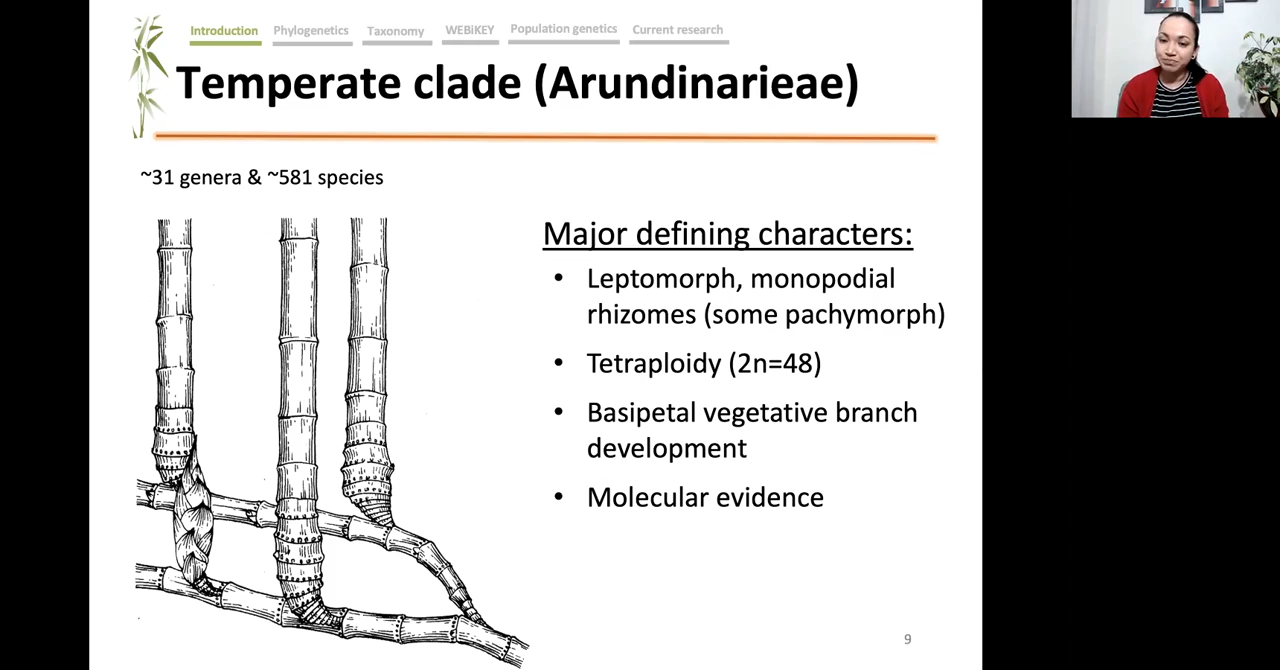 Introduction Phylogenetics Taxonomy WEBiKEY Population genetics Current research
Temperate clade (Arundinarieae)
~31 genera & ~581 species
Major defining characters:
• Leptomorph, monopodial
rhizomes (some pachymorph)
• Tetraploidy (2n=48)
• Basipetal vegetative branch
development
• Molecular evidence
9